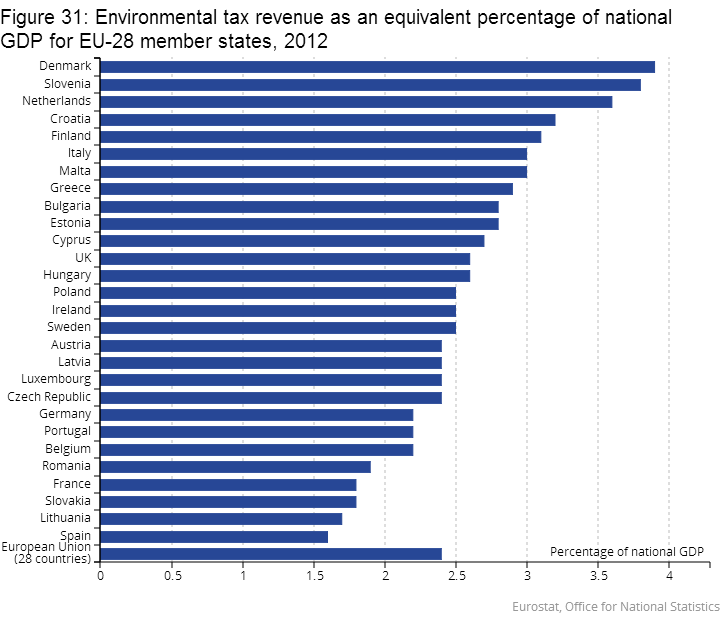 Figure 31: Environmental tax revenue as an equivalent percentage of national
GDP for EU-28 member states, 2012
Denmark
Slovenia
Netherlands
Croatia
Finland
Italy
Malta
Greece
Bulgaria
Estonia
Cyprus
UK
Hungary
Poland
Ireland
Sweden
Austria
Latvia
Luxembourg
Czech Republic
Germany
Portugal
Belgium
Romania
France
Slovakia
Lithuania
Spain
European Union
(28 countries)
Percentage of national GDP
0 0.5 1 1.5 2 2.5 3 3.5 4
Eurostat, Office for National Statistics